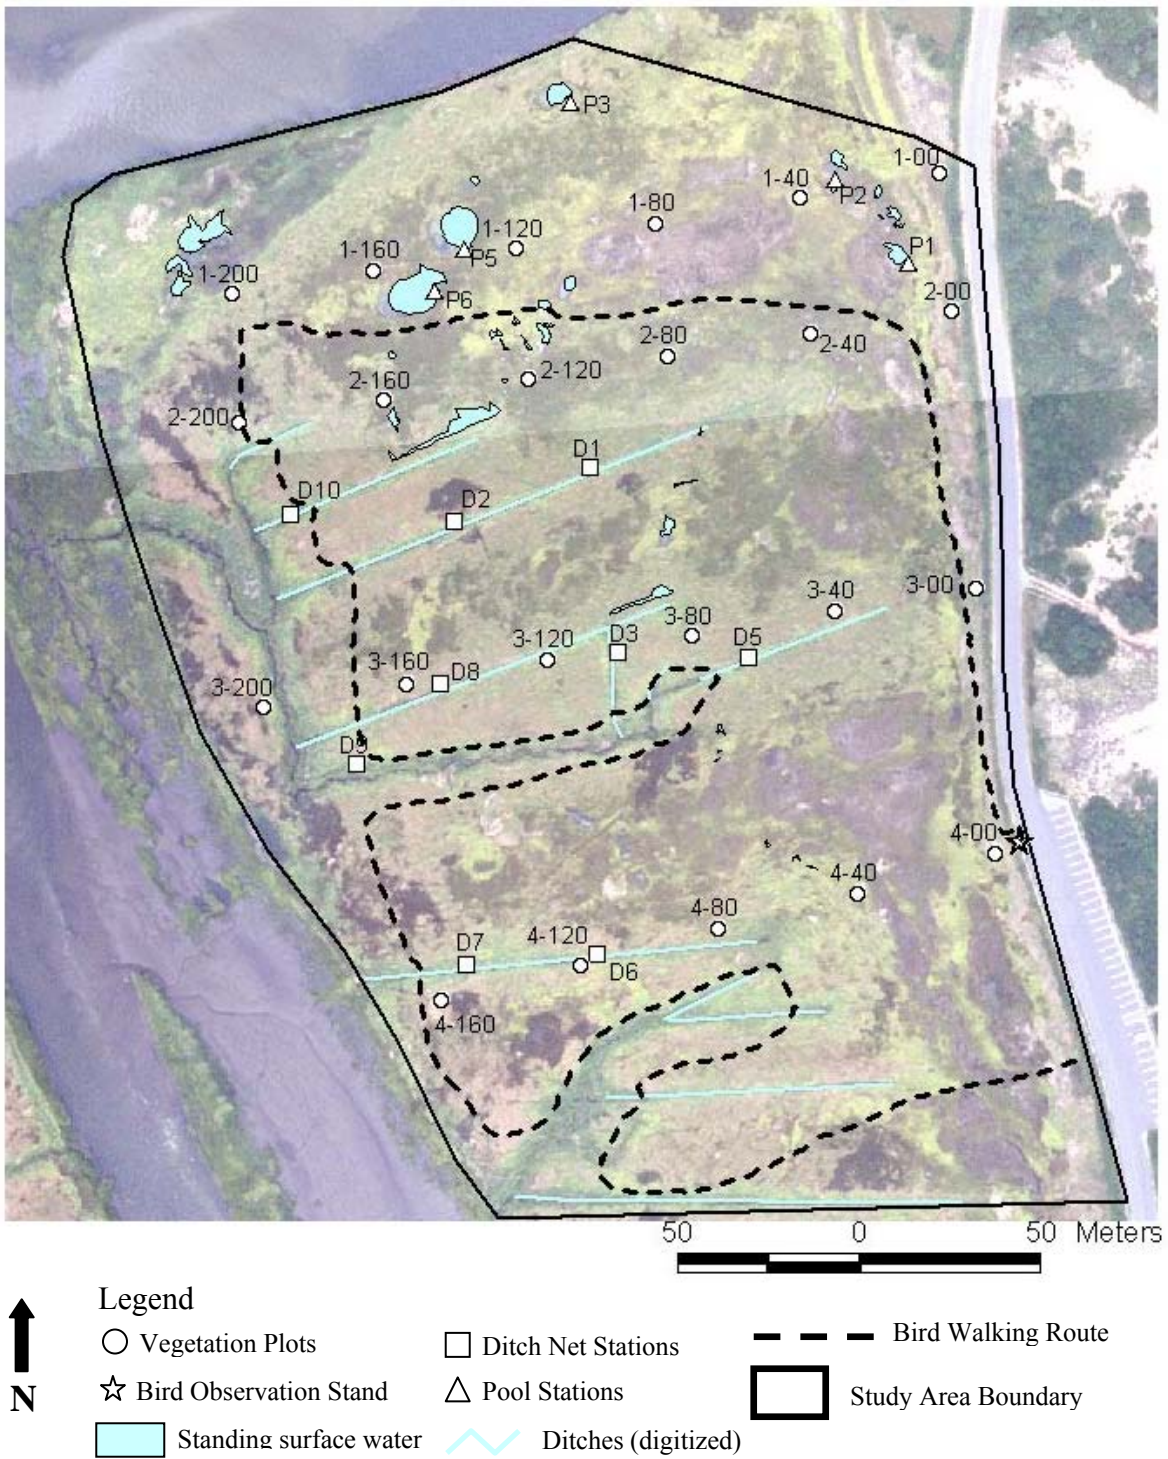 P3
1-00
1-40
P2
1-80
1-120
P1
1-160
P5
1-200
P6
2-00
2-80
2-40
2-120
2-160
2-200
D1
D10
D2
3-00
3-40
3-80
3-120
D3
D5
3-160
D8
3-200
D9
4-00
4-40
4-80
4-120
D7
D6
4-160
50 0 50 Meters
Legend
Vegetation Plots
Ditch Net Stations
Bird Walking Route
N
Bird Observation Stand
Pool Stations
Study Area Boundary
Standing surface water
Ditches (digitized)